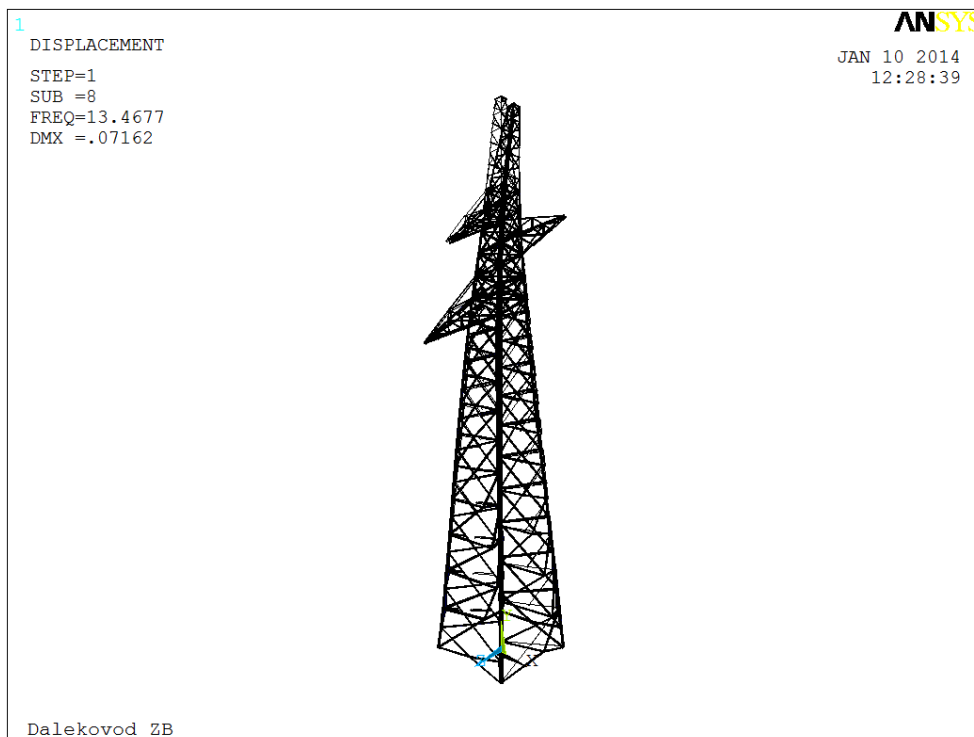 1
DISPLACEMENT
STEP=1
SUB =8
FREQ=13.4677
DMX =.07162
ANSYS
JAN 10 2014
12:28:39
Y
X
Dalekovod ZB